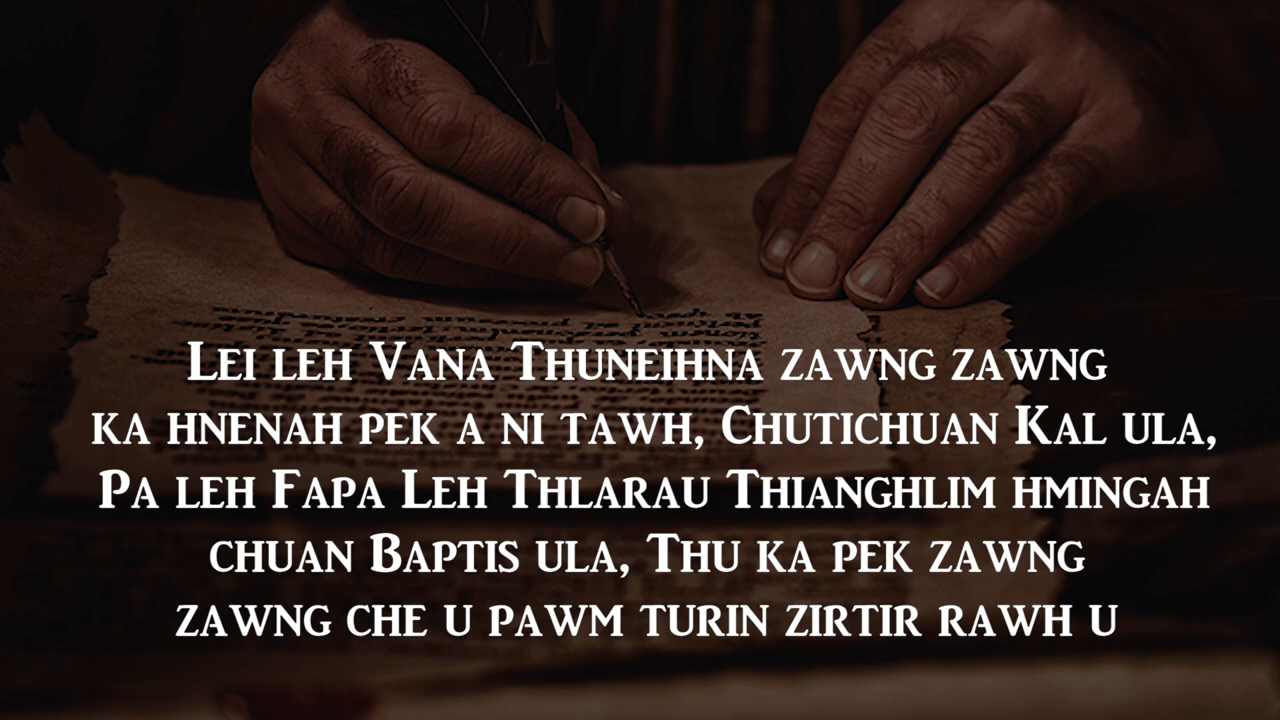 Lei leh Vana Thuneihna zawng zawng
ka hnenah pek a ni tawh, Chutichuan Kal ula,
Pa leh Fapa Leh Thlarau Thianghlim hmingah
chuan Baptis ula, Thu ka pek zawng
zawng che u pawm turin zirtir rawh u